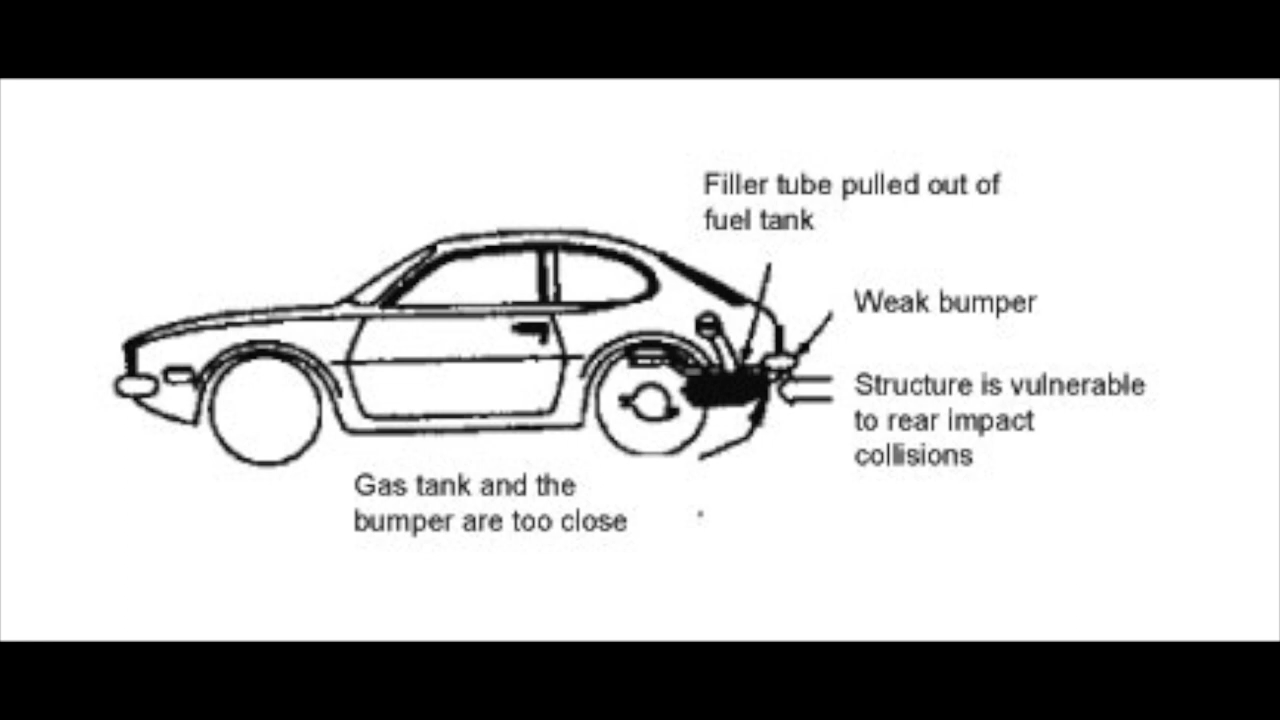 Filler tube pulled out of
fuel tank
Weak bumper
Structure is vulnerable
to rear impact
collisions
Gas tank and the
bumper are too close